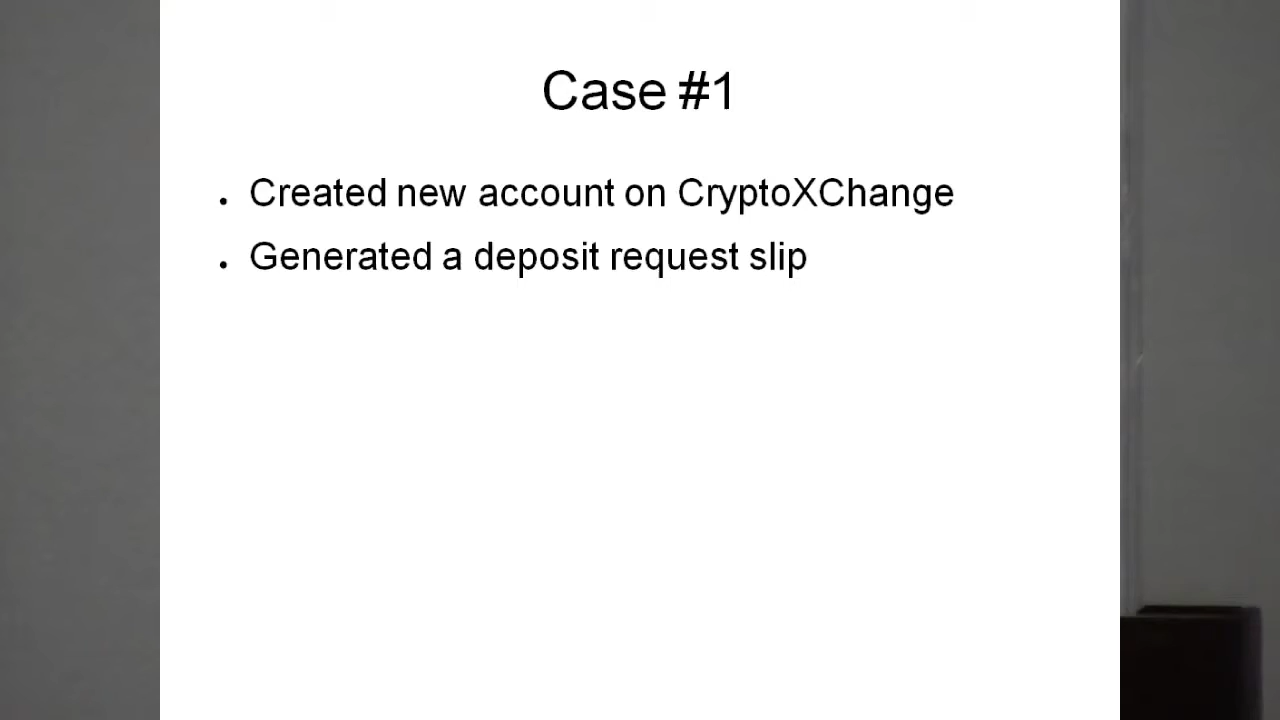 Case #1
• Created new account on CryptoXChange
• Generated a deposit request slip